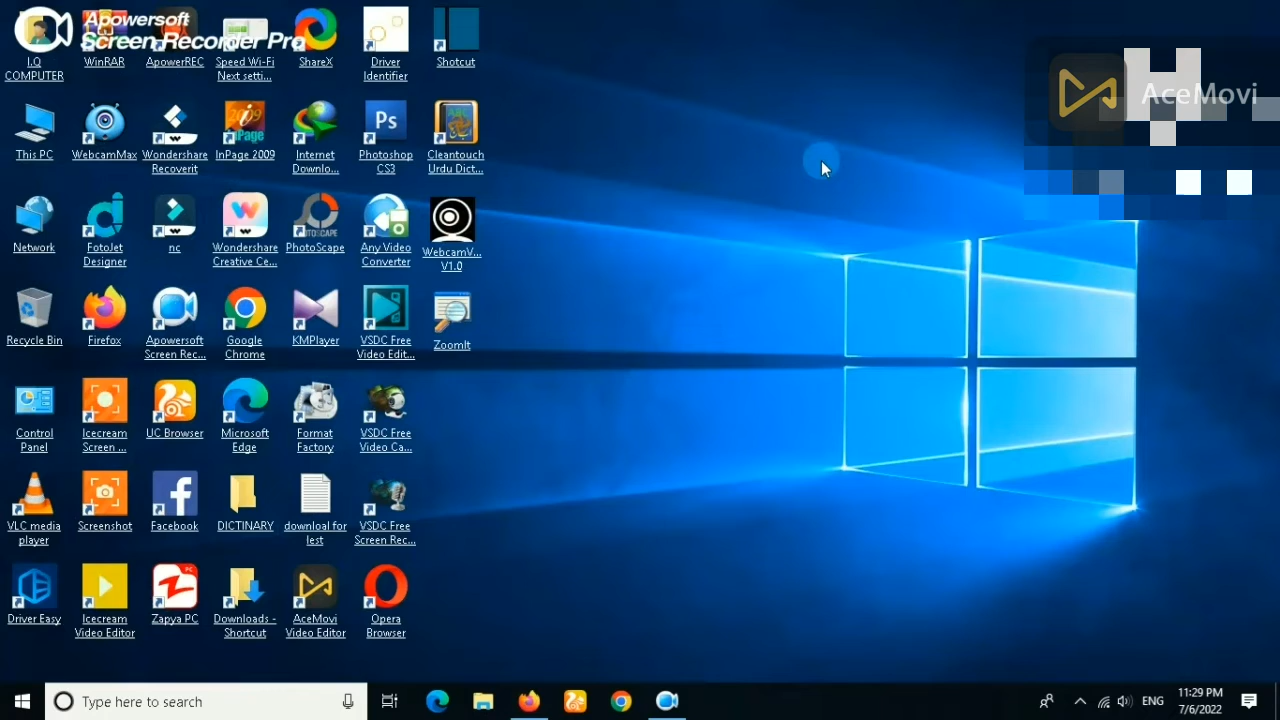 Apowersoft
Screen Recorder Pro
AceMovi
I.Q
COMPUTER
WinRAR
ApowerREC
Speed Wi-Fi
Next setti...
ShareX
Driver
Identifier
Shotcut
This PC
WebcamMax
Wondershare
Recoverit
InPage 2009
Internet
Downlo...
Photoshop
CS3
Cleantouch
Urdu Dict...
Network
FotoJet
Designer
nc
Wondershare
Creative Ce...
PhotoScape
Any Video
Converter
WebcamV...
V1.0
Recycle Bin
Firefox
Apowersoft
Screen Rec...
Google
Chrome
KMPlayer
VSDC Free
Video Edit...
ZoomIt
Control
Panel
Icecream
Screen ...
UC Browser
Microsoft
Edge
Format
Factory
VSDC Free
Video Ca...
VLC media
player
Screenshot
Facebook
DICTINARY
downloal for
lest
VSDC Free
Screen Rec...
Driver Easy
Icecream
Video Editor
Zapya PC
Downloads -
Shortcut
AceMovi
Video Editor
Opera
Browser
Type here to search
ENG
11:29 PM
7/6/2022